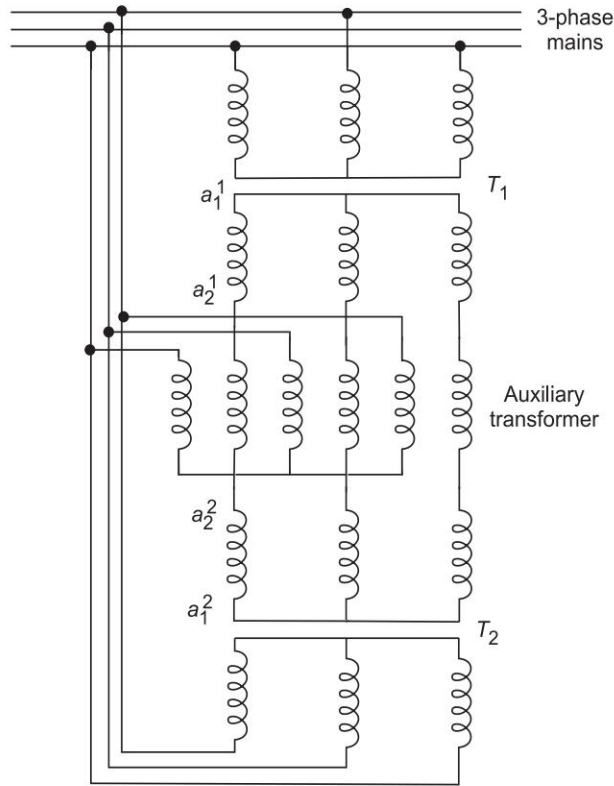 3-phase
mains
T₁
a₁¹
a₂¹
Auxiliary
transformer
a₂²
a₁²
T₂